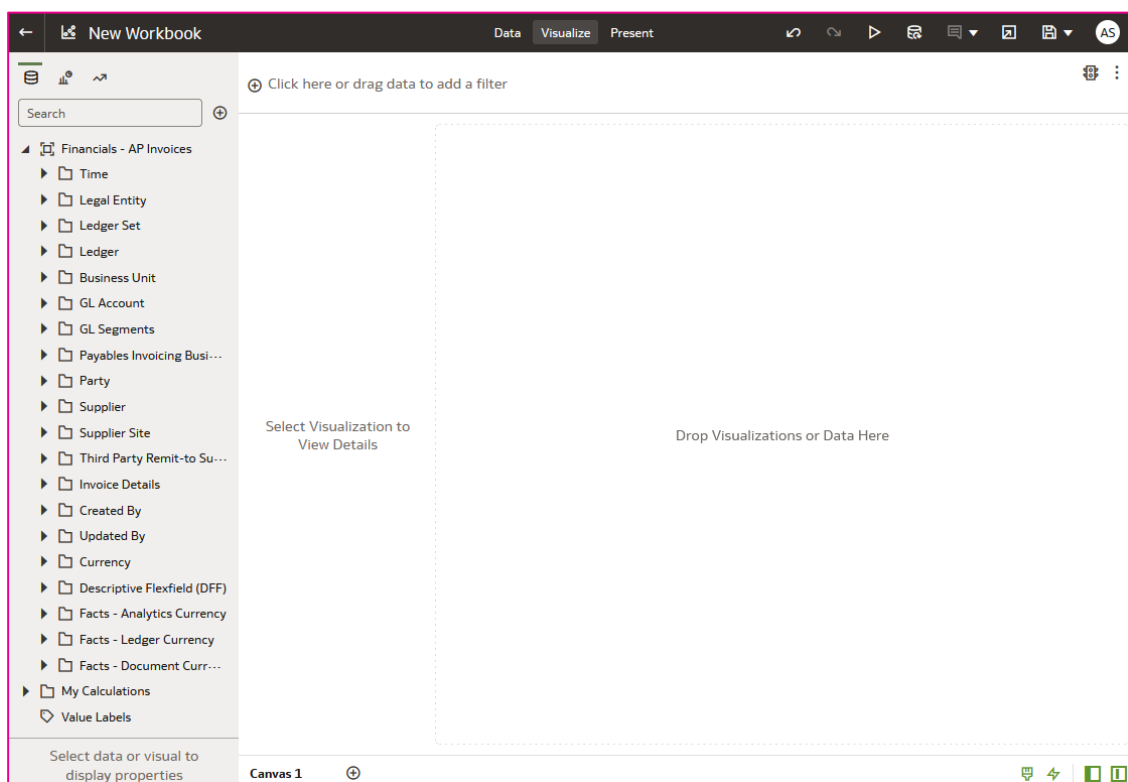 New Workbook
Data Visualize Present
AS
Click here or drag data to add a filter
Search
Financials - AP Invoices
Time
Legal Entity
Ledger Set
Ledger
Business Unit
GL Account
GL Segments
Payables Invoicing Busi...
Party
Supplier
Supplier Site
Third Party Remit-to Su...
Invoice Details
Created By
Updated By
Currency
Descriptive Flexfield (DFF)
Facts - Analytics Currency
Facts - Ledger Currency
Facts - Document Curr...
My Calculations
Value Labels
Select data or visual to
display properties
Select Visualization to
View Details
Drop Visualizations or Data Here
Canvas 1